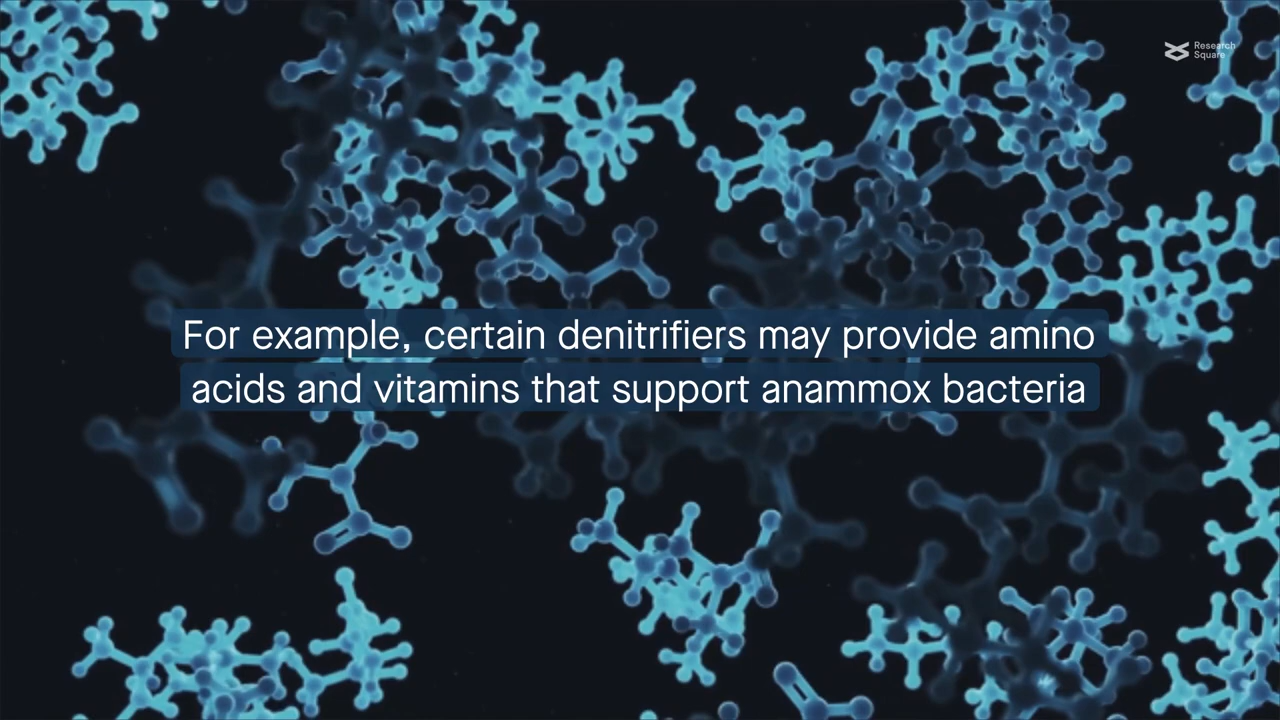 Research
Square
For example, certain denitrifiers may provide amino
acids and vitamins that support anammox bacteria